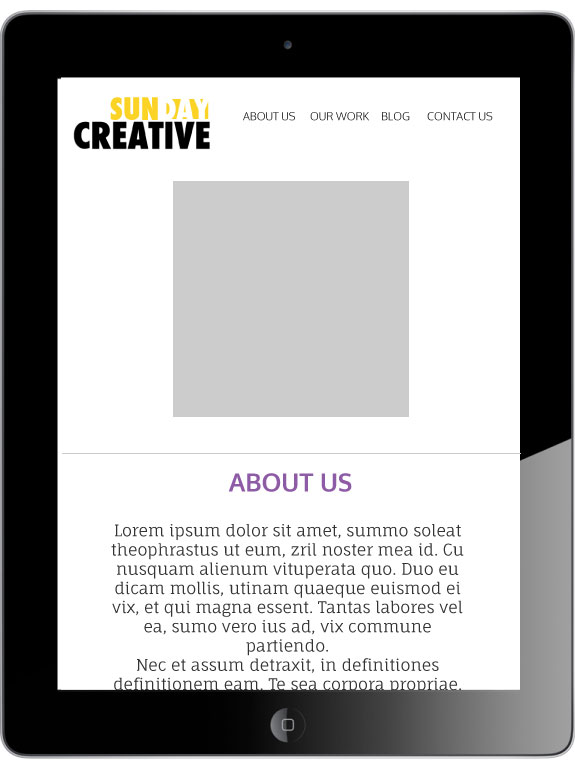 SUNDAY
CREATIVE
ABOUT US OUR WORK BLOG CONTACT US
ABOUT US
Lorem ipsum dolor sit amet, summo soleat
theophrastus ut eum, zril noster mea id. Cu
nusquam alienum vituperata quo. Duo eu
dicam mollis, utinam quaeque euismod ei
vix, et qui magna essent. Tantas labores vel
ea, sumo vero ius ad, vix commune
partiendo.
Nec et assum detraxit, in definitiones
definitionem eam. Te sea corpora propriae.